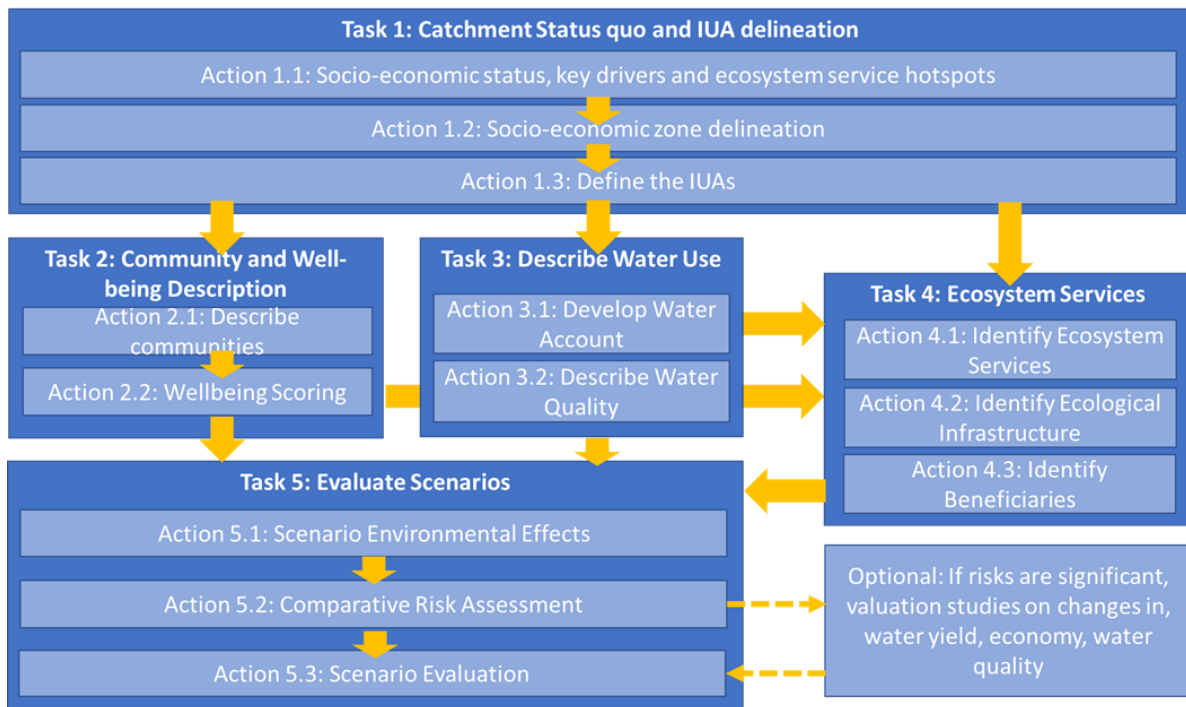 Task 1: Catchment Status quo and IUA delineation
Action 1.1: Socio-economic status, key drivers and ecosystem service hotspots
Action 1.2: Socio-economic zone delineation
Action 1.3: Define the IUAs
Task 2: Community and Well-
being Description
Action 2.1: Describe
communities
Action 2.2: Wellbeing Scoring
Task 3: Describe Water Use
Action 3.1: Develop Water
Account
Action 3.2: Describe Water
Quality
Task 4: Ecosystem Services
Action 4.1: Identify Ecosystem
Services
Action 4.2: Identify Ecological
Infrastructure
Action 4.3: Identify
Beneficiaries
Task 5: Evaluate Scenarios
Action 5.1: Scenario Environmental Effects
Action 5.2: Comparative Risk Assessment
Action 5.3: Scenario Evaluation
Optional: If risks are significant,
valuation studies on changes in,
water yield, economy, water
quality